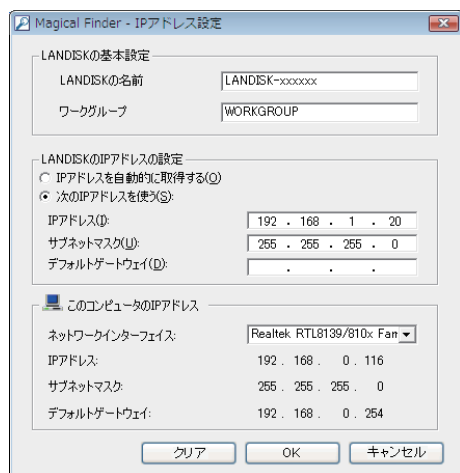 Magical Finder - IPアドレス設定
LANDISKの基本設定
LANDISKの名前 LANDISK-xxxxxx
ワークグループ WORKGROUP
LANDISKのIPアドレスの設定
IPアドレスを自動的に取得する(O)
次のIPアドレスを使う(S):
IPアドレス(I): 192 . 168 . 1 . 20
サブネットマスク(U): 255 . 255 . 255 . 0
デフォルトゲートウェイ(D): . . .
このコンピュータのIPアドレス
ネットワークインターフェイス: Realtek RTL8139/810x Fam
IPアドレス: 192 . 168 . 0 . 116
サブネットマスク: 255 . 255 . 255 . 0
デフォルトゲートウェイ: 192 . 168 . 0 . 254
クリア OK キャンセル